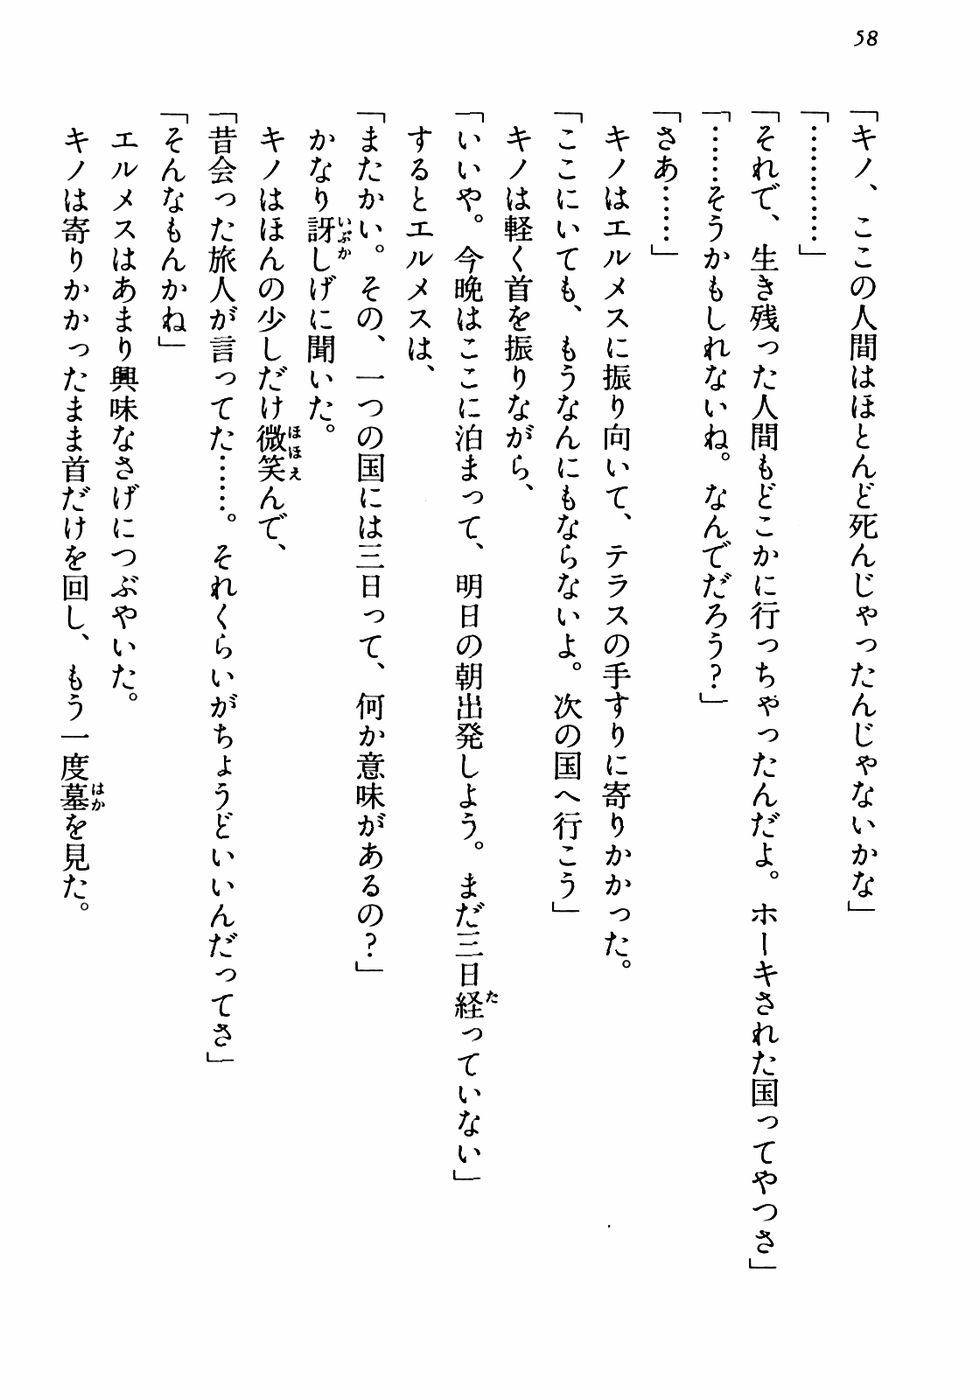 58
「キノ、ここの人間はほとんど死んじゃったんじゃないかな」
「…………」
「それで、生き残った人間もどこかに行っちゃったんだよ。ホーキされた国ってやつさ」
「……そうかもしれないね。なんでだろう?」
「さあ……」
キノはエルメスに振り向いて、テラスの手すりに寄りかかった。
「ここにいても、もうなんにもならないよ。次の国へ行こう」
キノは軽く首を振りながら、
「いいや。今晩はここに泊まって、明日の朝出発しよう。まだ三日経っていない」
するとエルメスは、
「またかい。その、一つの国には三日って、何か意味があるの?」
かなり訝しげに聞いた。
キノはほんの少しだけ微笑んで、
「昔会った旅人が言ってた……。それくらいがちょうどいいんだってさ」
「そんなもんかね」
エルメスはあまり興味なさげにつぶやいた。
キノは寄りかかったまま首だけを回し、もう一度墓を見た。